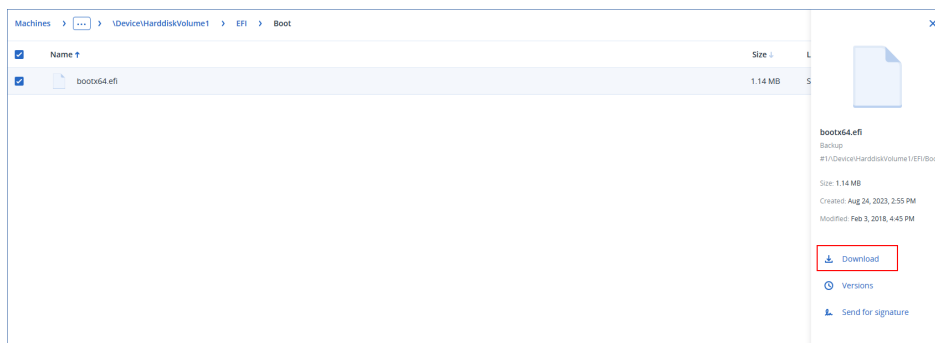 Machines > ... > \Device\HarddiskVolume1 > EFI > Boot
Name ↑ Size ↓ L
bootx64.efi 1.14 MB S
bootx64.efi
Backup
#1/\Device\HarddiskVolume1/EFI/Boo
Size: 1.14 MB
Created: Aug 24, 2023, 2:55 PM
Modified: Feb 3, 2018, 4:45 PM
Download
Versions
Send for signature